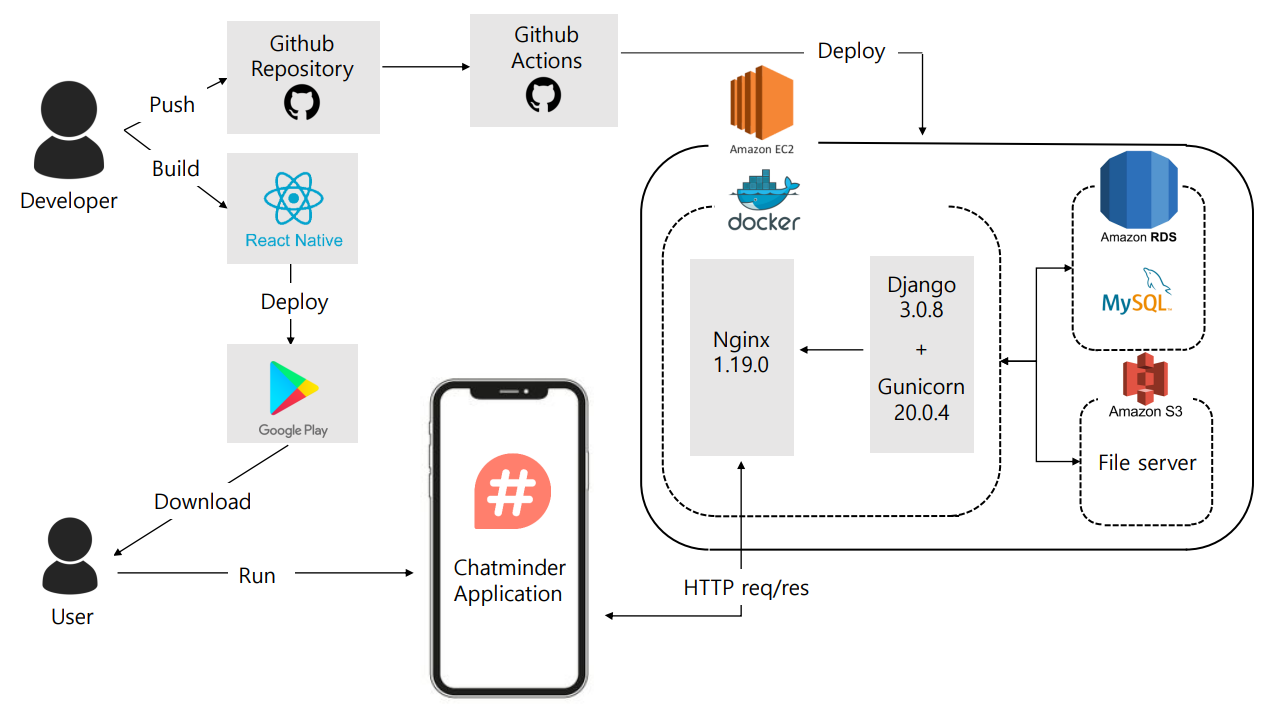 Github
Repository
Github
Actions
Deploy
Push
Build
Developer
React Native
Deploy
Google Play
Download
User
Run
Chatminder
Application
Amazon EC2
docker
Nginx
1.19.0
Django
3.0.8
+
Gunicorn
20.0.4
Amazon RDS
MySQL™
Amazon S3
File server
HTTP req/res